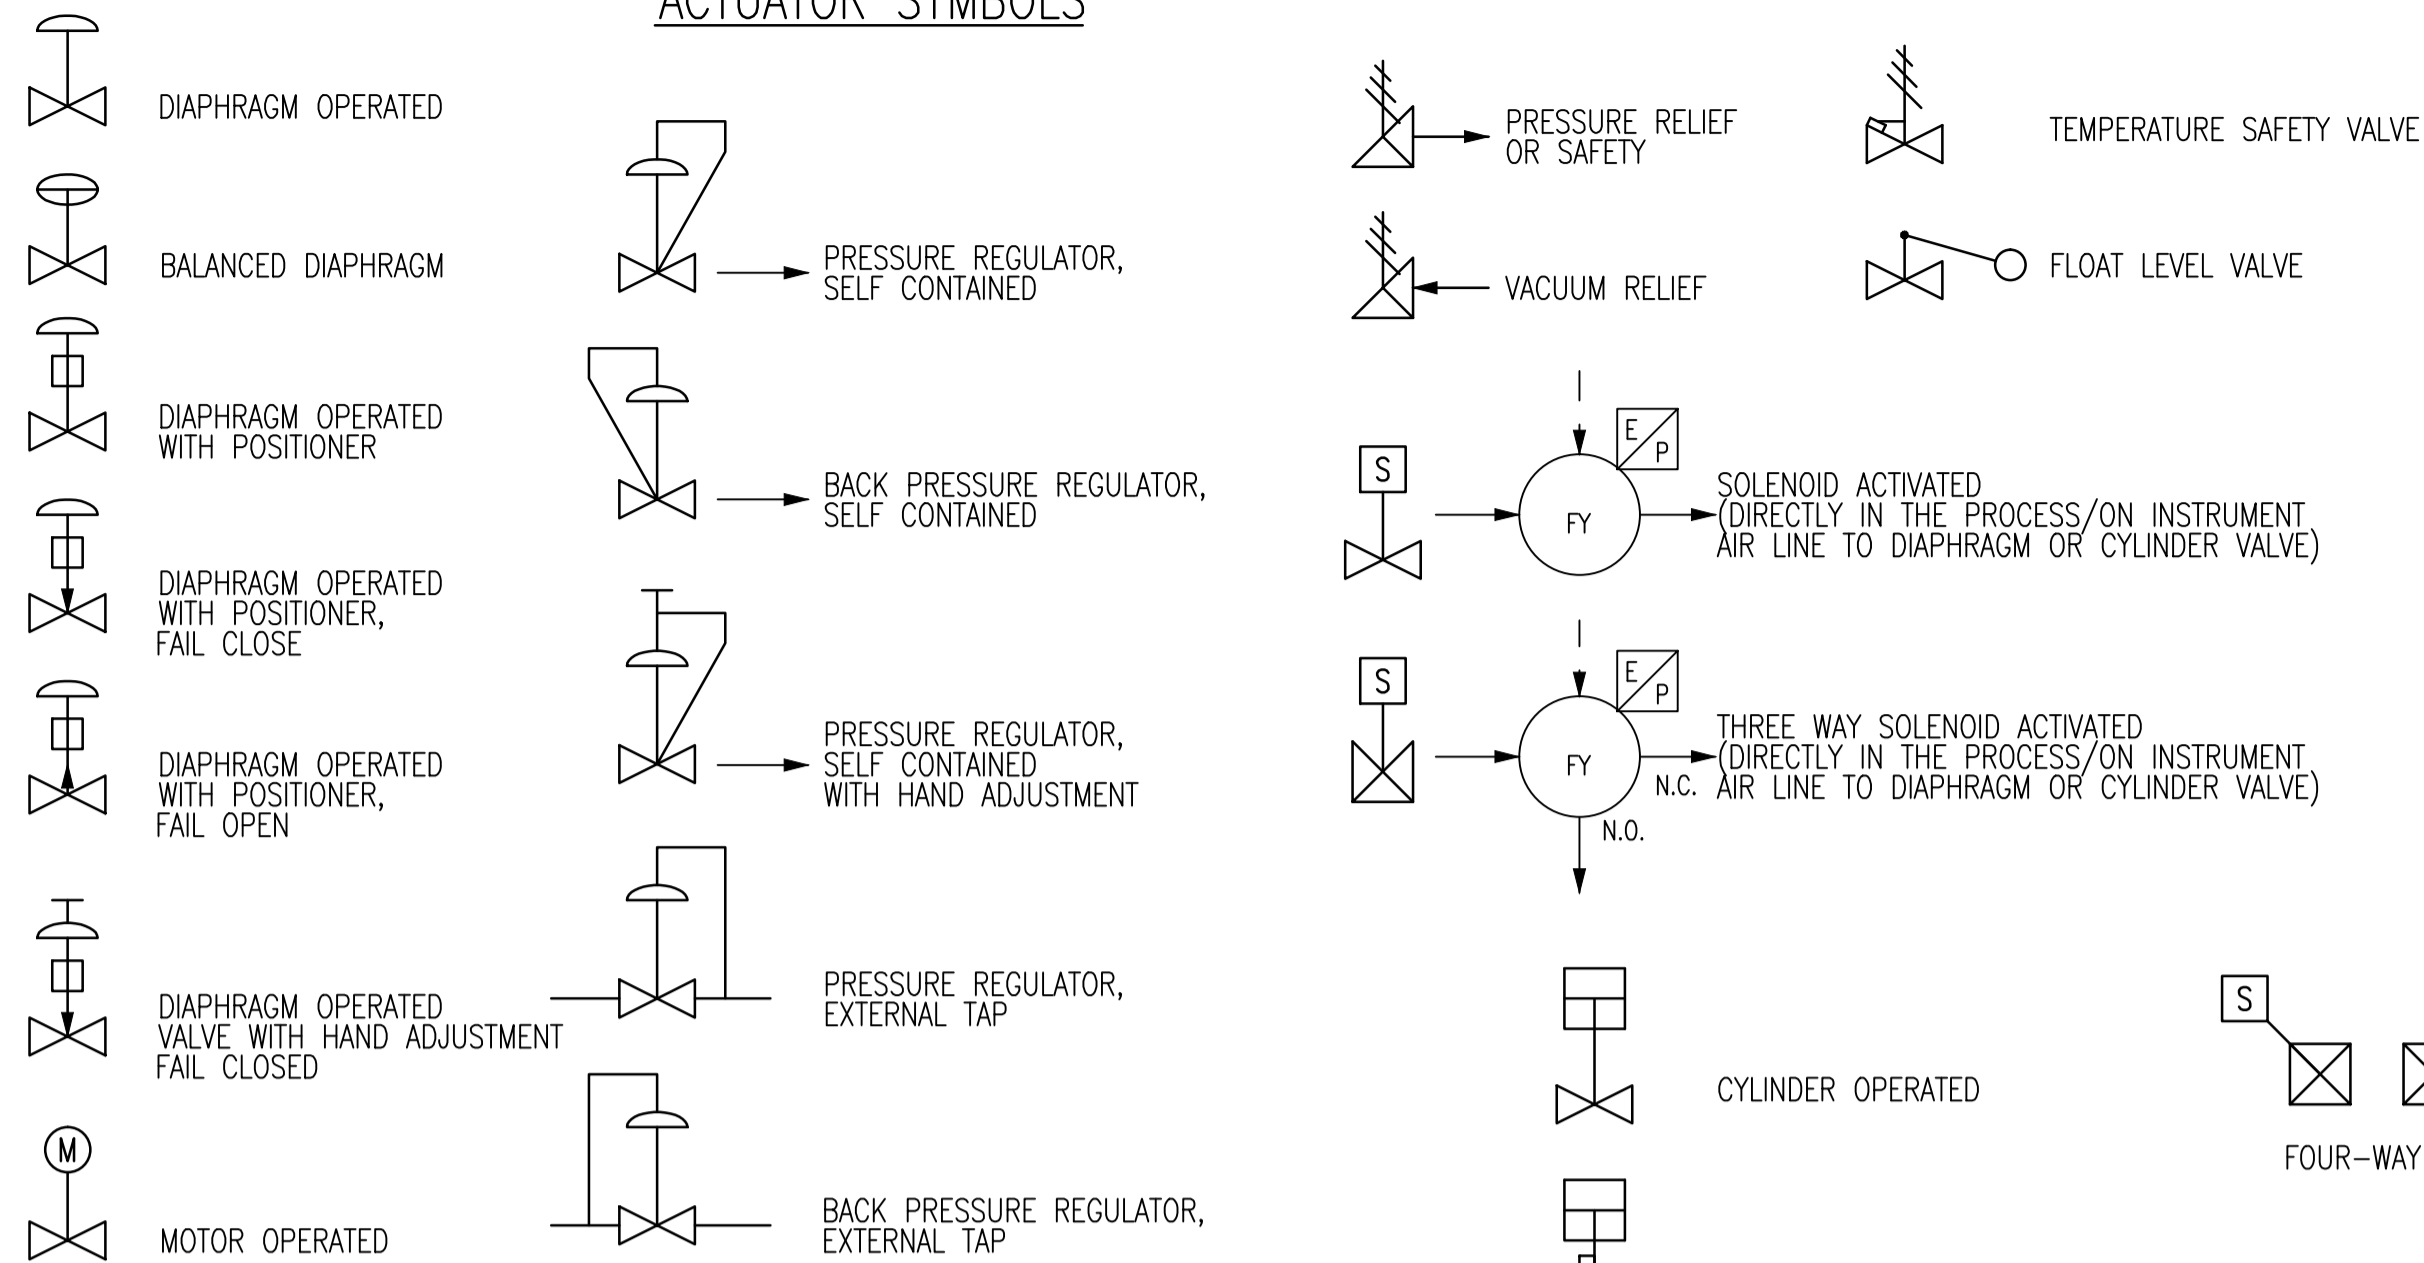 ACTUATOR SYMBOLS
DIAPHRAGM OPERATED
BALANCED DIAPHRAGM
DIAPHRAGM OPERATED
WITH POSITIONER
DIAPHRAGM OPERATED
WITH POSITIONER,
FAIL CLOSE
DIAPHRAGM OPERATED
WITH POSITIONER,
FAIL OPEN
DIAPHRAGM OPERATED
VALVE WITH HAND ADJUSTMENT
FAIL CLOSED
M
MOTOR OPERATED
PRESSURE REGULATOR,
SELF CONTAINED
BACK PRESSURE REGULATOR,
SELF CONTAINED
PRESSURE REGULATOR,
SELF CONTAINED
WITH HAND ADJUSTMENT
PRESSURE REGULATOR,
EXTERNAL TAP
BACK PRESSURE REGULATOR,
EXTERNAL TAP
PRESSURE RELIEF
OR SAFETY
VACUUM RELIEF
S
FY
E
P
SOLENOID ACTIVATED
(DIRECTLY IN THE PROCESS/ON INSTRUMENT
AIR LINE TO DIAPHRAGM OR CYLINDER VALVE)
S
FY
E
P
N.C.
N.O.
THREE WAY SOLENOID ACTIVATED
(DIRECTLY IN THE PROCESS/ON INSTRUMENT
AIR LINE TO DIAPHRAGM OR CYLINDER VALVE)
CYLINDER OPERATED
TEMPERATURE SAFETY VALVE
FLOAT LEVEL VALVE
S
FOUR-WAY